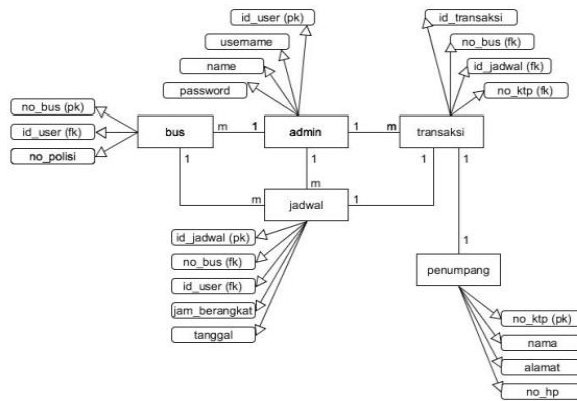 id_user (pk)
username
name
password
id_transaksi
no_bus (fk)
id_jadwal (fk)
no_ktp (fk)
no_bus (pk)
id_user (fk)
no_polisi
bus
m
1
admin
1
m
transaksi
1
1
1
1
m
m
jadwal
1
1
penumpang
id_jadwal (pk)
no_bus (fk)
id_user (fk)
jam_berangkat
tanggal
no_ktp (pk)
nama
alamat
no_hp